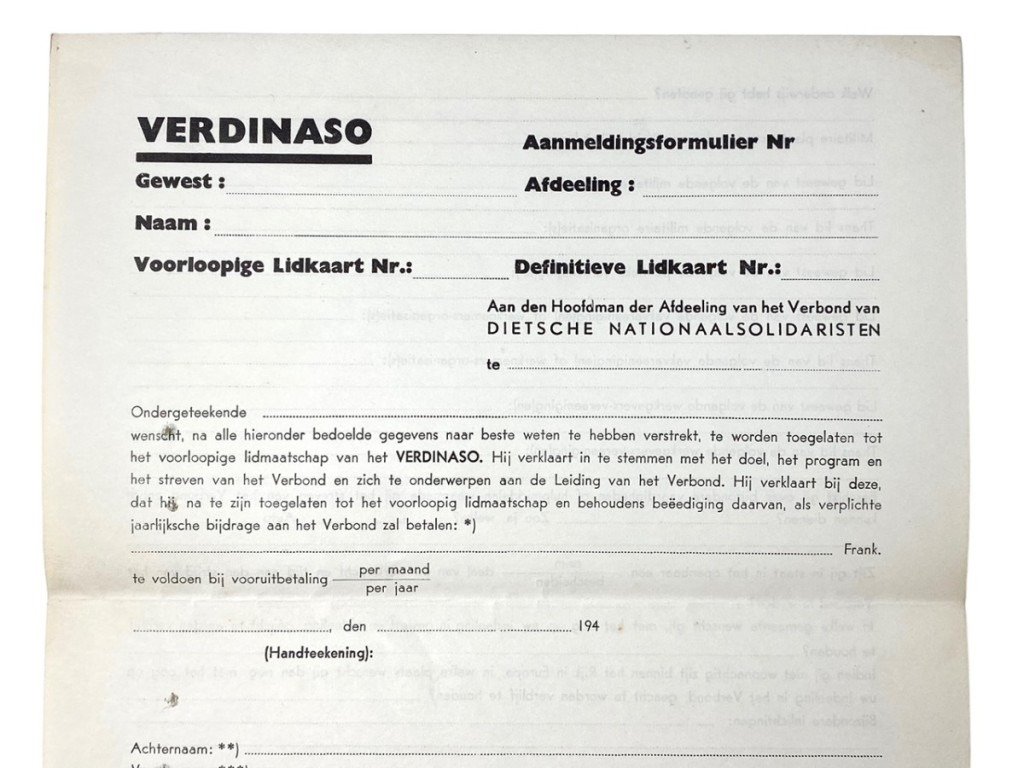 VERDINASO
Aanmeldingsformulier Nr
Gewest :
Afdeeling :
Naam :
Voorloopige Lidkaart Nr.:
Definitieve Lidkaart Nr.:
Aan den Hoofdman der Afdeeling van het Verbond van
DIETSCHE NATIONAALSOLIDARISTEN
te
Ondergeteekende
wenscht, na alle hieronder bedoelde gegevens naar beste weten te hebben verstrekt, te worden toegelaten tot
het voorloopige lidmaatschap van het VERDINASO. Hij verklaart in te stemmen met het doel, het program en
het streven van het Verbond en zich te onderwerpen aan de Leiding van het Verbond. Hij verklaart bij deze,
dat hij, na te zijn toegelaten tot het voorloopig lidmaatschap en behoudens beëediging daarvan, als verplichte
jaarlijksche bijdrage aan het Verbond zal betalen: *)
Frank.
te voldoen bij vooruitbetaling per maand
per jaar
, den 194
(Handteekening):
Achternaam: **)